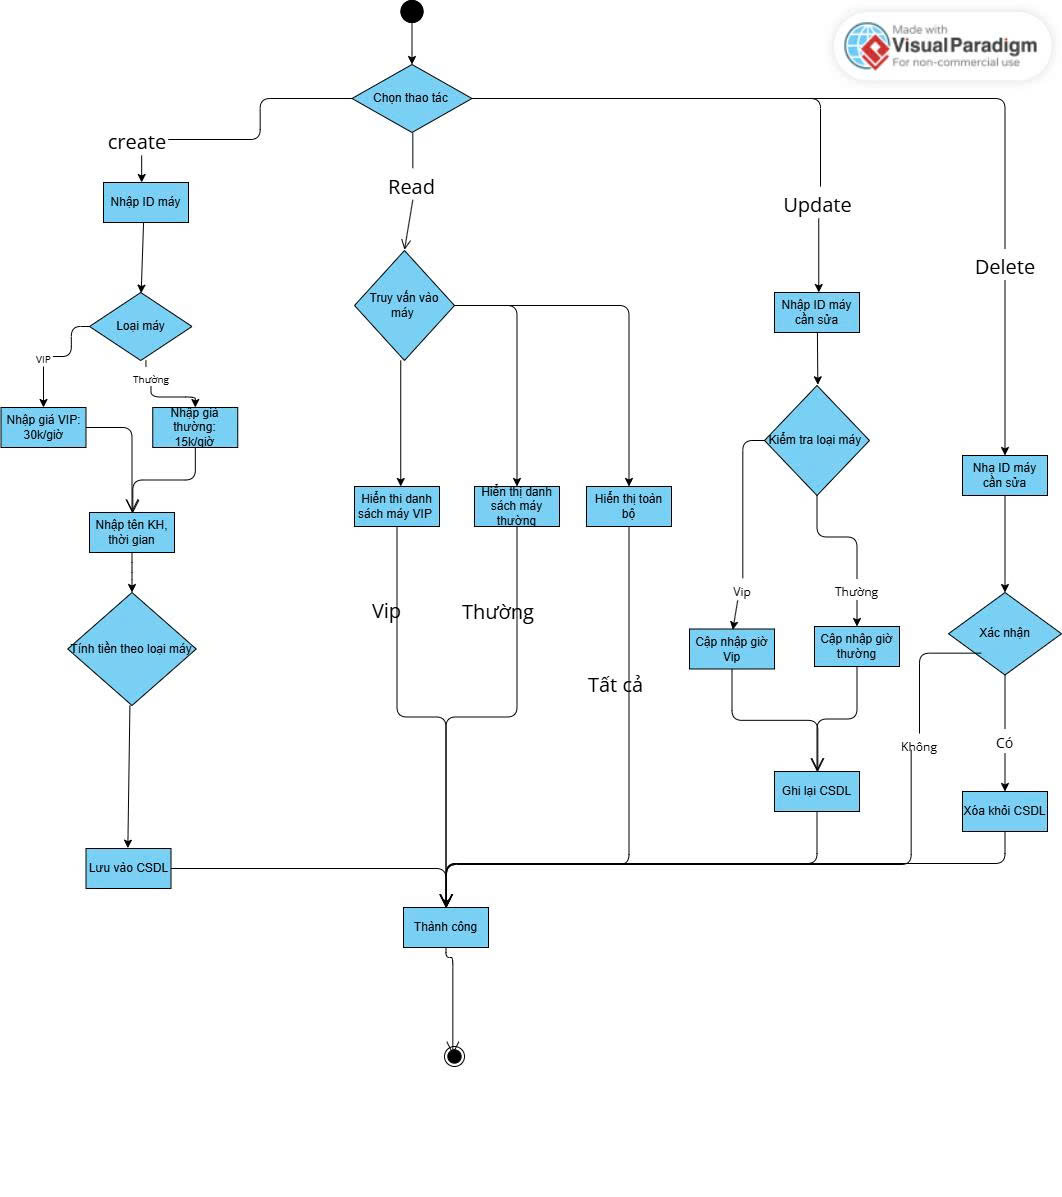 Made with
Visual Paradigm
For non-commercial use
Chọn thao tác
create
Nhập ID máy
Loại máy
VIP
Thường
Nhập giá VIP:
30k/giờ
Nhập giá
thường:
15k/giờ
Nhập tên KH,
thời gian
Tính tiền theo loại máy
Lưu vào CSDL
Read
Truy vấn vào
máy
Hiển thi danh
sách máy VIP
Hiển thị danh
sách máy
thường
Hiển thị toàn
bộ
Vip
Thường
Tất cả
Update
Nhập ID máy
cần sửa
Kiểm tra loại máy
Vip
Thường
Cập nhập giờ
Vip
Cập nhập giờ
thường
Ghi lại CSDL
Delete
Nhạ ID máy
cần sửa
Xác nhận
Không
Có
Xóa khỏi CSDL
Thành công